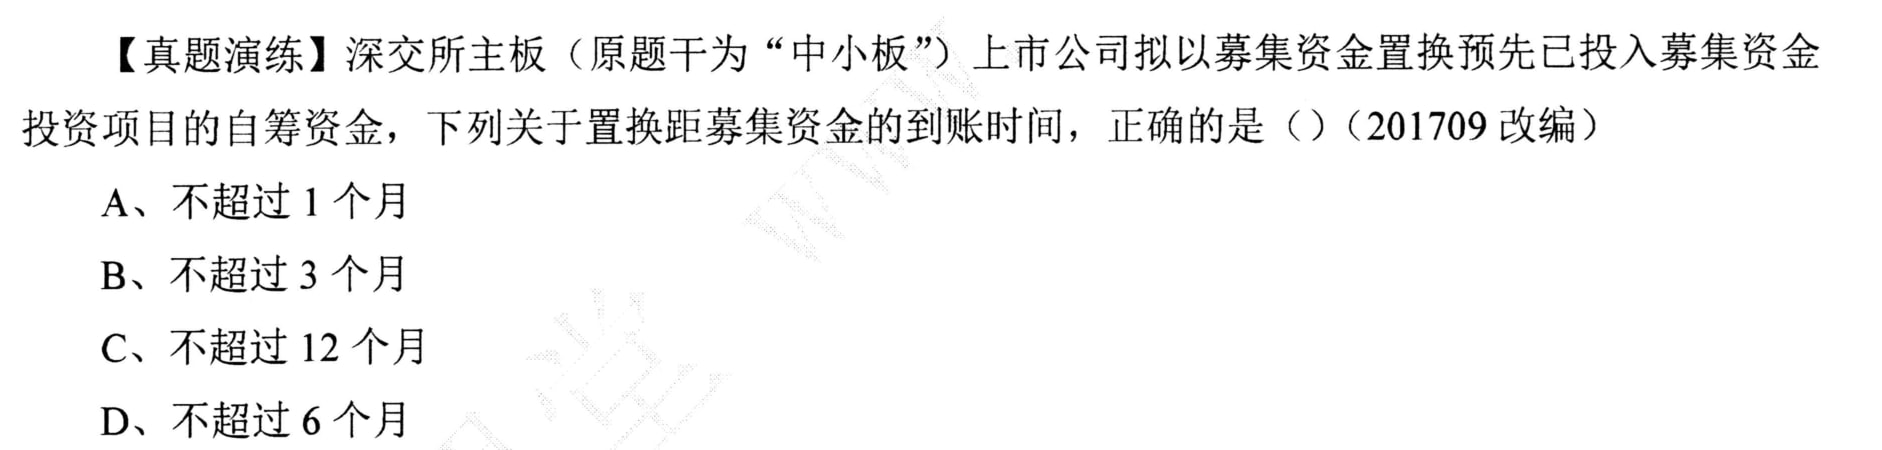 【真题演练】深交所主板（原题干为“中小板”）上市公司拟以募集资金置换预先已投入募集资金
投资项目的自筹资金，下列关于置换距募集资金的到账时间，正确的是（）（201709 改编）
A、不超过 1 个月
B、不超过 3 个月
C、不超过 12 个月
D、不超过 6 个月